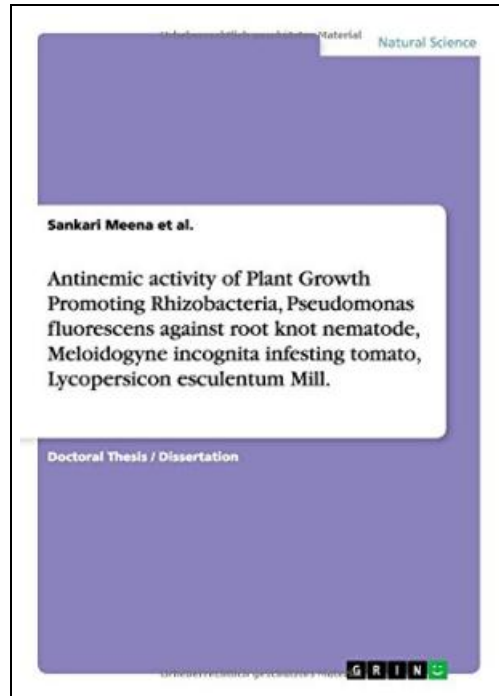 Material
Natural Science
Sankari Meena et al.
Antinemic activity of Plant Growth
Promoting Rhizobacteria, Pseudomonas
fluorescens against root knot nematode,
Meloidogyne incognita infesting tomato,
Lycopersicon esculentum Mill.
Doctoral Thesis / Dissertation
GRIN